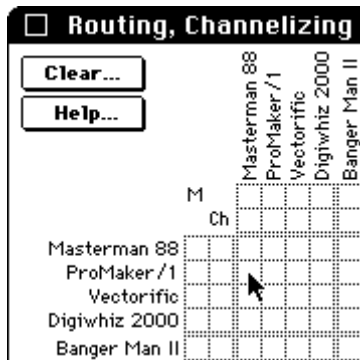 Routing, Channelizing
Clear...
Help...
Masterman 88
ProMaker/1
Vectorific
Digiwhiz 2000
Banger Man II
M
Ch
Masterman 88
ProMaker/1
Vectorific
Digiwhiz 2000
Banger Man II